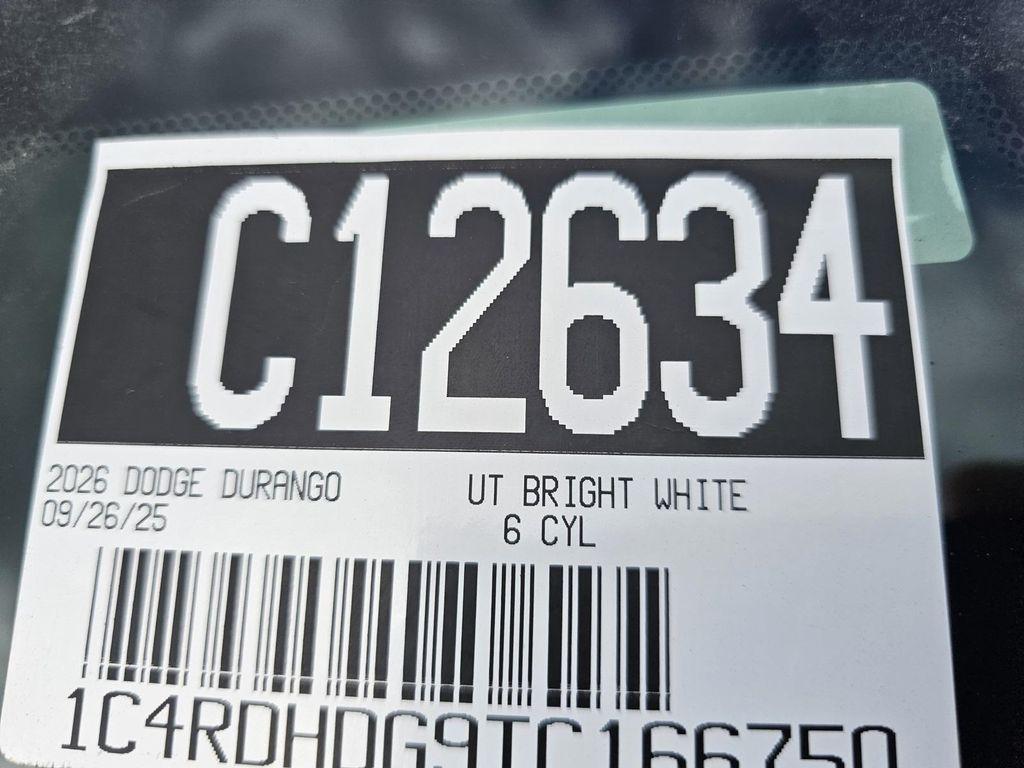 C12634
2026 DODGE DURANGO
UT BRIGHT WHITE
09/26/25
6 CYL
1C4RDHDG9TC166750